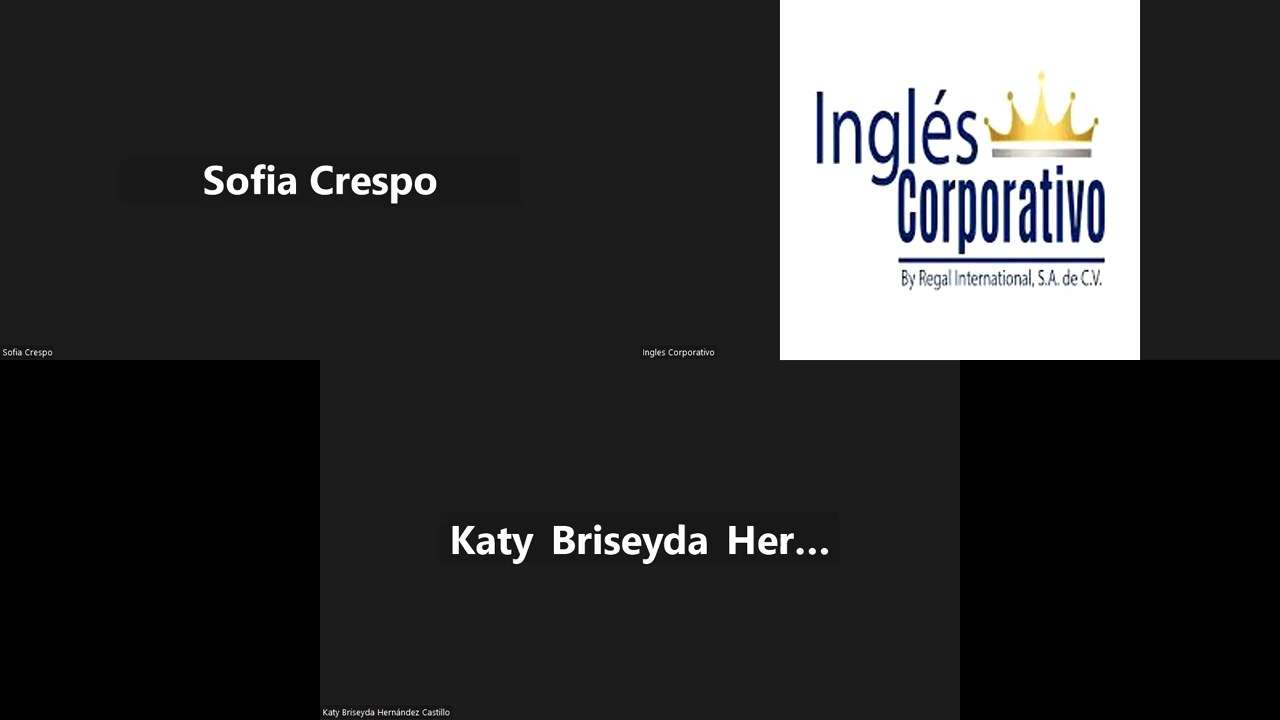 Sofia Crespo
Sofia Crespo
Inglés
Corporativo
By Regal International, S.A. de C.V.
Ingles Corporativo
Katy Briseyda Her...
Katy Briseyda Hernández Castillo